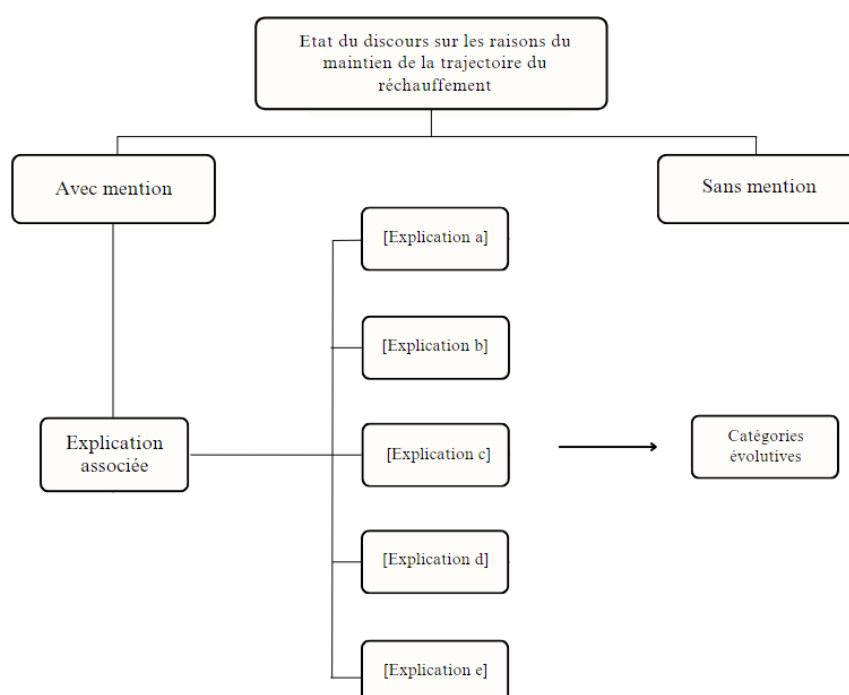 Etat du discours sur les raisons du
maintien de la trajectoire du
réchauffement
Avec mention
Sans mention
[Explication a]
[Explication b]
Explication
associée
[Explication c]
Catégories
évolutives
[Explication d]
[Explication e]